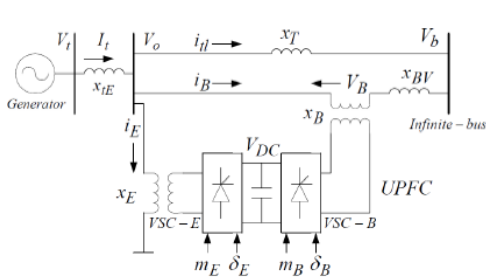 V_t I_t V_o i_tl x_T V_b
x_tE i_B V_B x_BV
Generator
i_E x_B Infinite-bus
V_DC
x_E UPFC
VSC-E VSC-B
m_E δ_E m_B δ_B